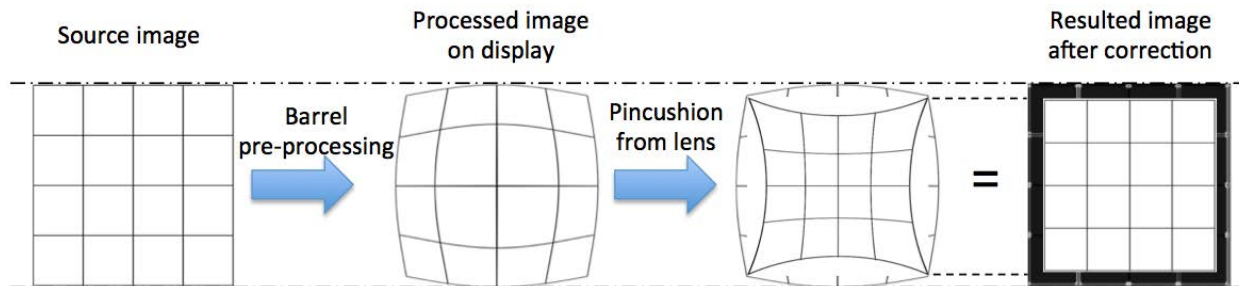 Source image
Processed image
on display
Resulted image
after correction
Barrel
pre-processing
Pincushion
from lens
=